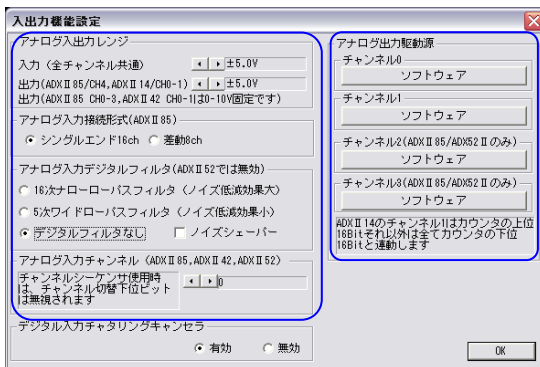 入出力機能設定
アナログ入出力レンジ
入力（全チャンネル共通） ±5.0V
出力(ADXⅡ85/CH4,ADXⅡ14/CH0-1) ±5.0V
出力(ADXⅡ85 CH0-3,ADXⅡ42 CH0-1は0-10V固定です)
アナログ入力接続形式(ADXⅡ85)
シングルエンド16ch 差動8ch
アナログ入力デジタルフィルタ(ADXⅡ52では無効)
16次ナローローパスフィルタ（ノイズ低減効果大）
5次ワイドローパスフィルタ（ノイズ低減効果小）
デジタルフィルタなし ノイズシェーパー
アナログ入力チャンネル（ADXⅡ85,ADXⅡ42,ADXⅡ52）
チャンネルシーケンサ使用時
は、チャンネル切替下位ビット
は無視されます
0
デジタル入力チャタリングキャンセラ
有効 無効
アナログ出力駆動源
チャンネル0
ソフトウェア
チャンネル1
ソフトウェア
チャンネル2(ADXⅡ85/ADX52Ⅱのみ)
ソフトウェア
チャンネル3(ADXⅡ85/ADX52Ⅱのみ)
ソフトウェア
ADXⅡ14のチャンネル1はカウンタの上位
16Bitそれ以外は全てカウンタの下位
16Bitと連動します
OK